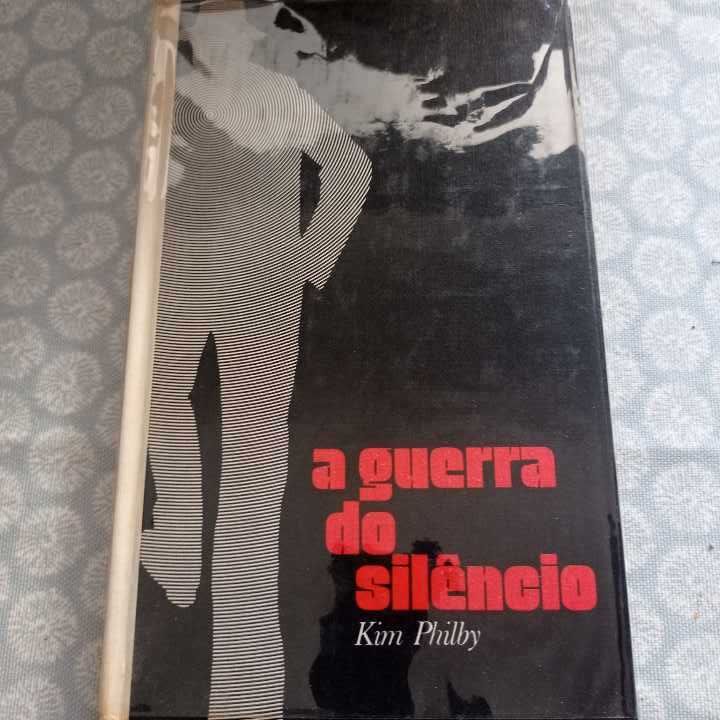 a guerra
do
silêncio
Kim Philby